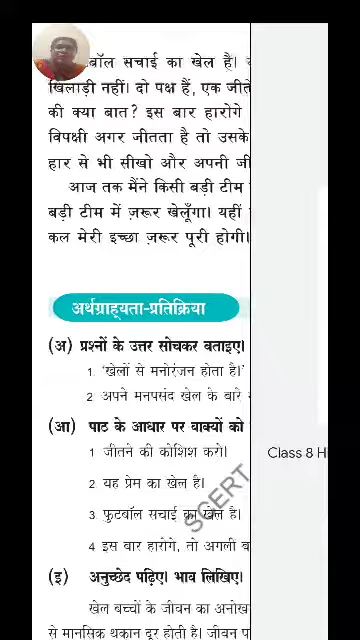 बॉल सचाई का खेल है।
खिलाड़ी नहीं। दो पक्ष हैं, एक जीते
की क्या बात? इस बार हारोगे
विपक्षी अगर जीतता है तो उसके
हार से भी सीखो और अपनी जी
आज तक मैंने किसी बड़ी टीम
बड़ी टीम में ज़रूर खेलूँगा। यहीं
कल मेरी इच्छा ज़रूर पूरी होगी।
अर्थग्राह्यता-प्रतिक्रिया
(अ) प्रश्नों के उत्तर सोचकर बताइए।
1. 'खेलों से मनोरंजन होता है।'
2 अपने मनपसंद खेल के बारे
(आ) पाठ के आधार पर वाक्यों को
1 जीतने की कोशिश करो।
Class 8 H
2. यह प्रेम का खेल है।
SCERT
3. फुटबॉल सचाई का खेल है।
4 इस बार हारोगे, तो अगली ब
(इ) अनुच्छेद पढ़िए। भाव लिखिए।
खेल बच्चों के जीवन का अनोख
से मानसिक थकान दूर होती है। जीवन प